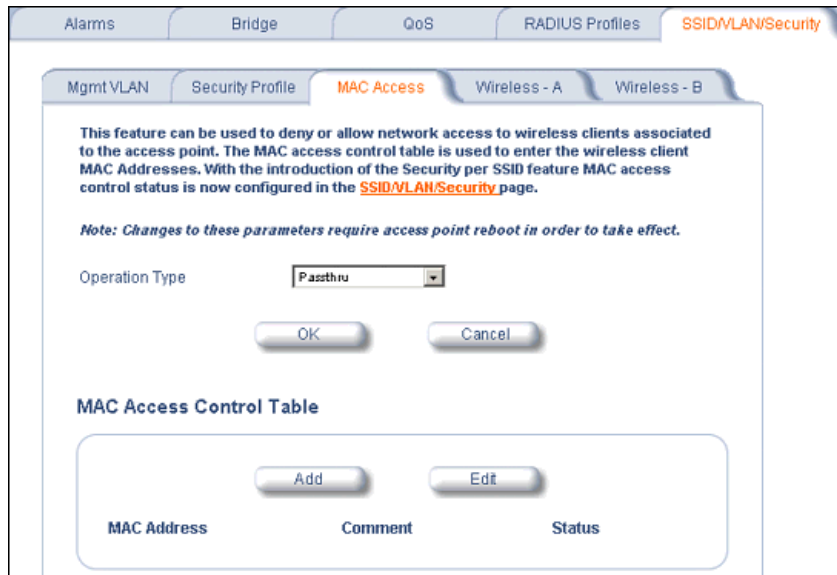 Alarms Bridge QoS RADIUS Profiles SSID/VLAN/Security
Mgmt VLAN Security Profile MAC Access Wireless - A Wireless - B
This feature can be used to deny or allow network access to wireless clients associated
to the access point. The MAC access control table is used to enter the wireless client
MAC Addresses. With the introduction of the Security per SSID feature MAC access
control status is now configured in the SSID/VLAN/Security page.
Note: Changes to these parameters require access point reboot in order to take effect.
Operation Type Passthru
OK Cancel
MAC Access Control Table
Add Edit
MAC Address Comment Status